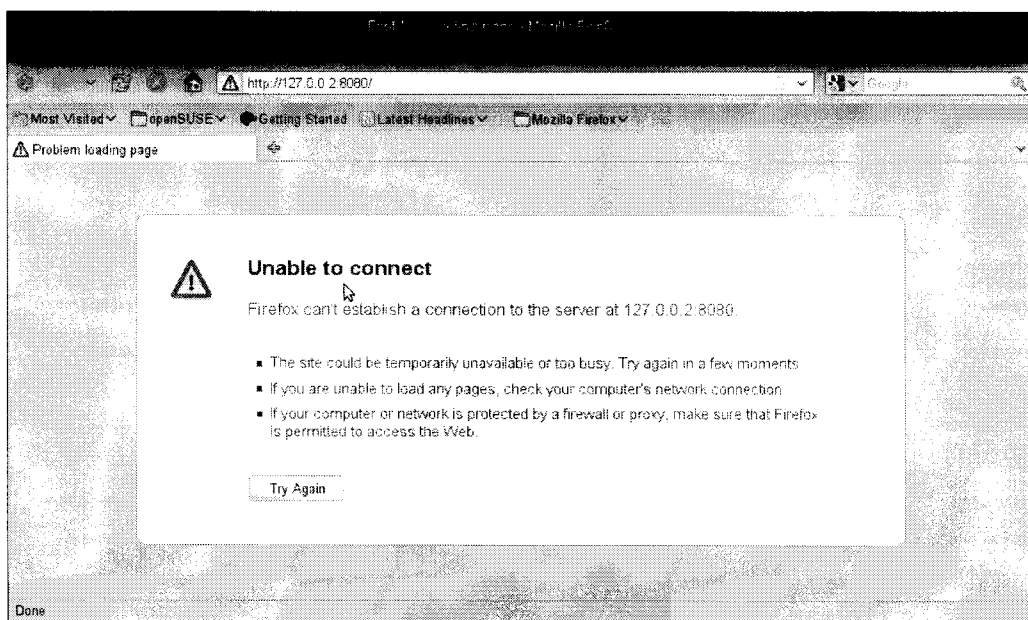 http://127.0.0.2:8080/
Google
Most Visited openSUSE Getting Started Latest Headlines Mozilla Firefox
Problem loading page
Unable to connect
Firefox can't establish a connection to the server at 127.0.0.2:8080.
The site could be temporarily unavailable or too busy. Try again in a few moments
If you are unable to load any pages, check your computer's network connection
If your computer or network is protected by a firewall or proxy, make sure that Firefox
is permitted to access the Web.
Try Again
Done